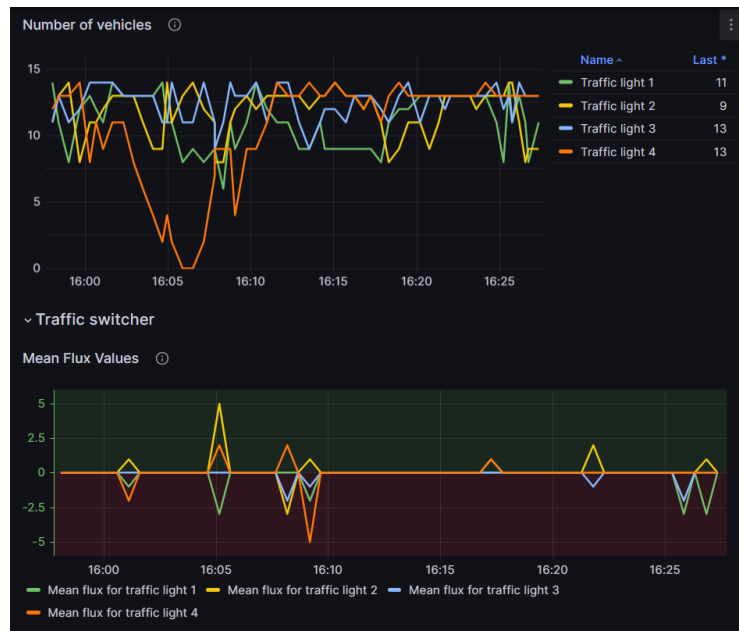 Number of vehicles
Name Last *
15
10
5
0
16:00 16:05 16:10 16:15 16:20 16:25
Traffic light 1 11
Traffic light 2 9
Traffic light 3 13
Traffic light 4 13
Traffic switcher
Mean Flux Values
5
2.5
0
-2.5
-5
16:00 16:05 16:10 16:15 16:20 16:25
Mean flux for traffic light 1 Mean flux for traffic light 2 Mean flux for traffic light 3
Mean flux for traffic light 4